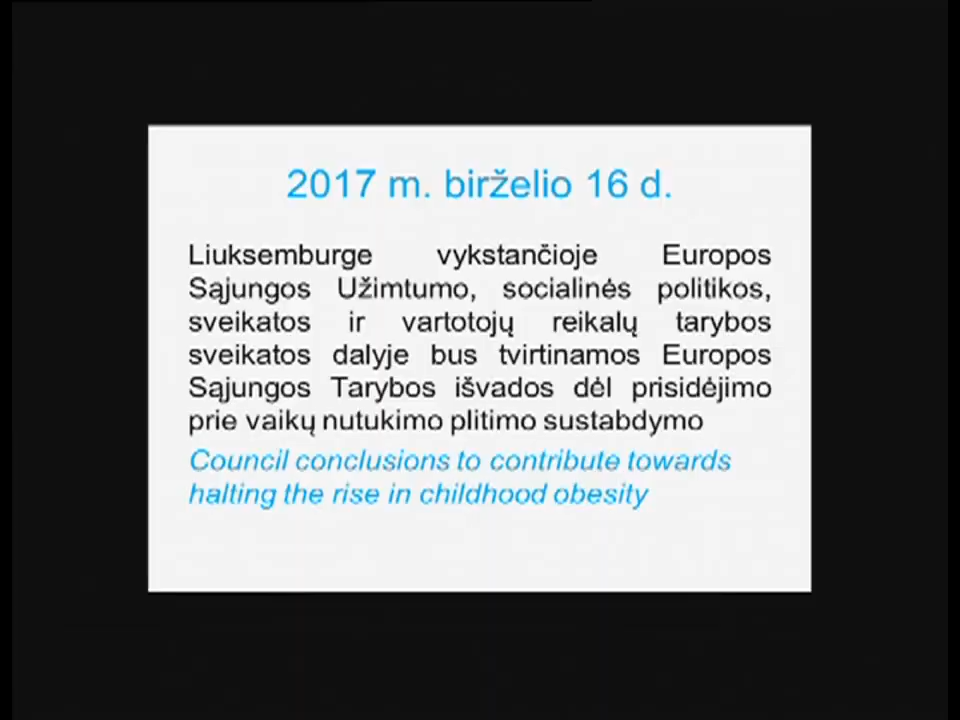 2017 m. birželio 16 d.
Liuksemburge vykstančioje Europos
Sąjungos Užimtumo, socialinės politikos,
sveikatos ir vartotojų reikalų tarybos
sveikatos dalyje bus tvirtinamos Europos
Sąjungos Tarybos išvados dėl prisidėjimo
prie vaikų nutukimo plitimo sustabdymo
Council conclusions to contribute towards
halting the rise in childhood obesity